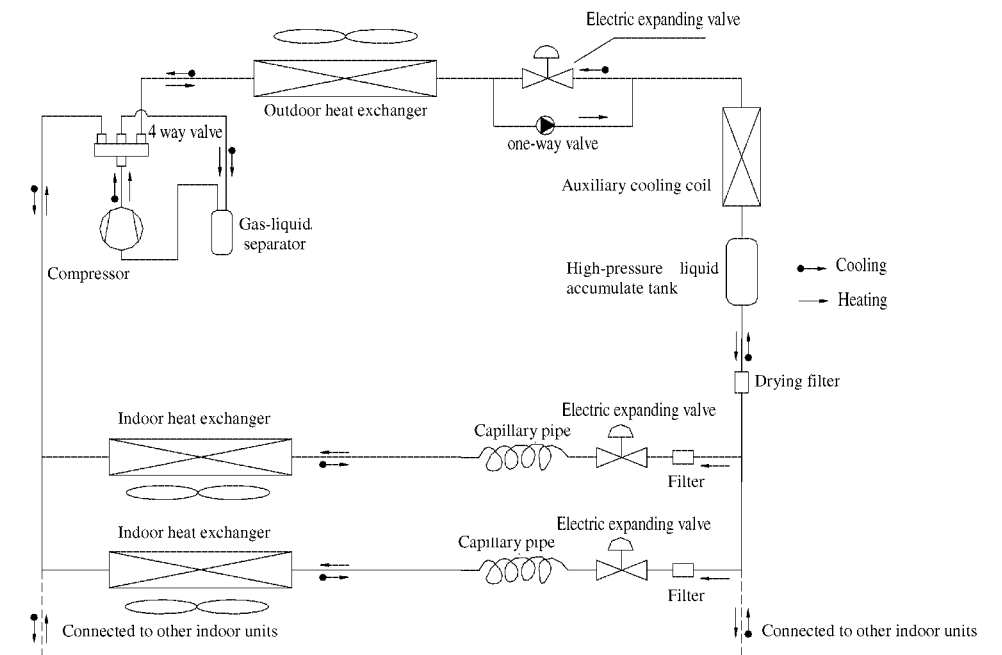 Electric expanding valve
Outdoor heat exchanger
4 way valve
one-way valve
Auxiliary cooling coil
Gas-liquid
separator
Compressor
High-pressure liquid
accumulate tank
Cooling
Heating
Drying filter
Indoor heat exchanger
Electric expanding valve
Capillary pipe
Filter
Indoor heat exchanger
Electric expanding valve
Capillary pipe
Filter
Connected to other indoor units
Connected to other indoor units